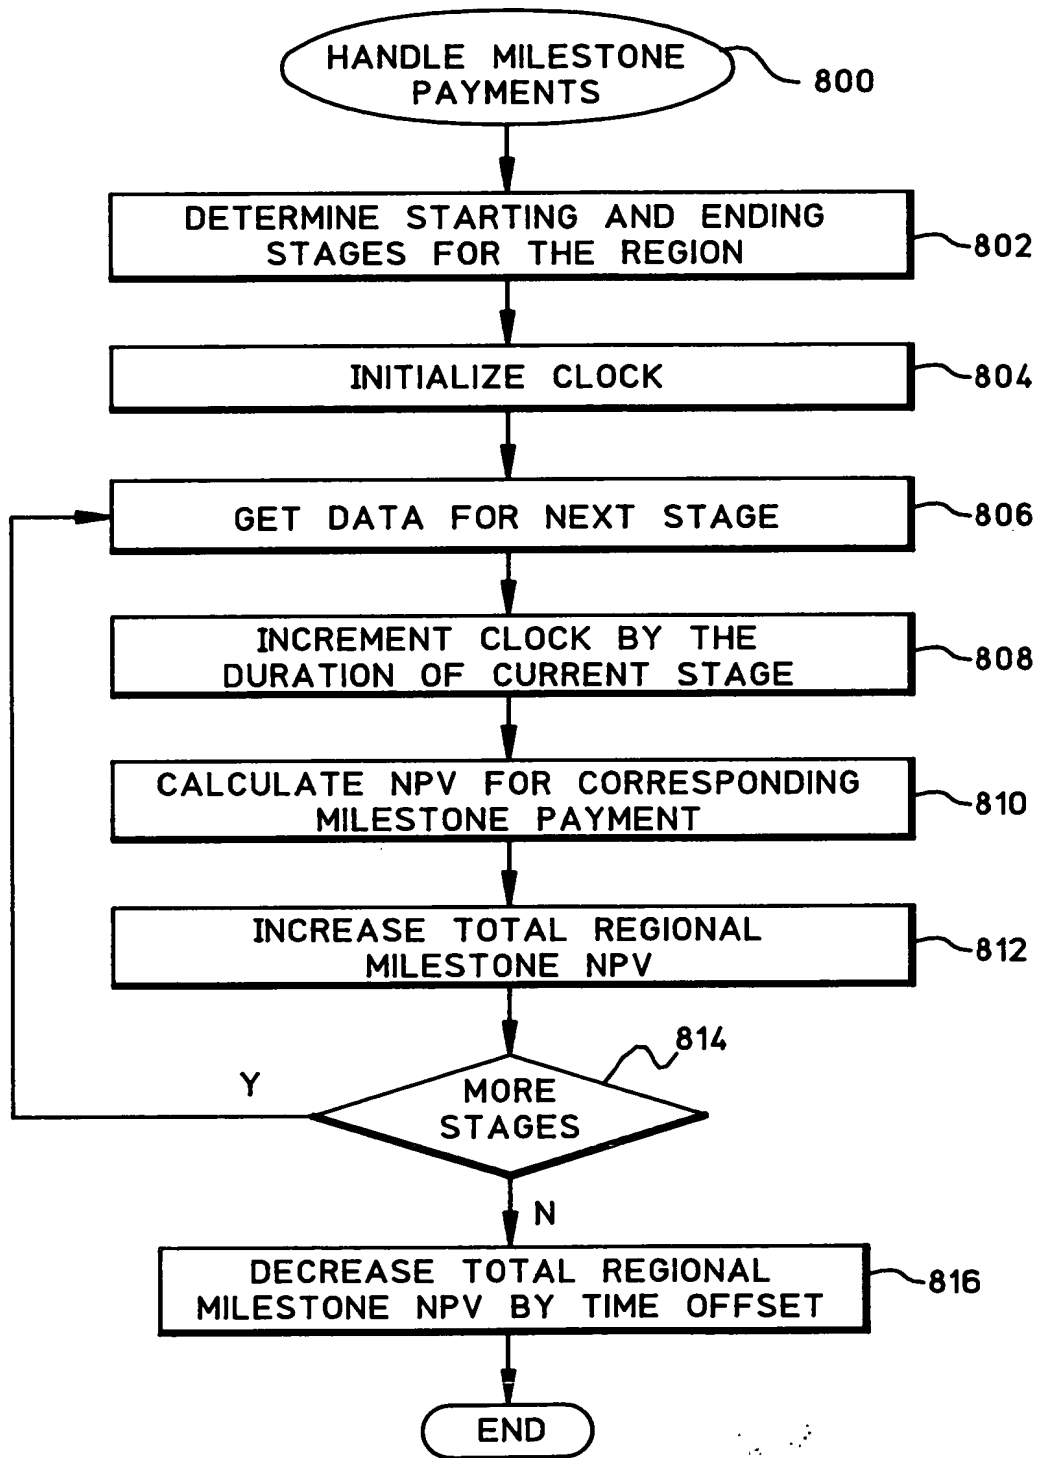 HANDLE MILESTONE
PAYMENTS
800
DETERMINE STARTING AND ENDING
STAGES FOR THE REGION
802
INITIALIZE CLOCK
804
GET DATA FOR NEXT STAGE
806
INCREMENT CLOCK BY THE
DURATION OF CURRENT STAGE
808
CALCULATE NPV FOR CORRESPONDING
MILESTONE PAYMENT
810
INCREASE TOTAL REGIONAL
MILESTONE NPV
812
814
Y
MORE
STAGES
N
DECREASE TOTAL REGIONAL
MILESTONE NPV BY TIME OFFSET
816
END